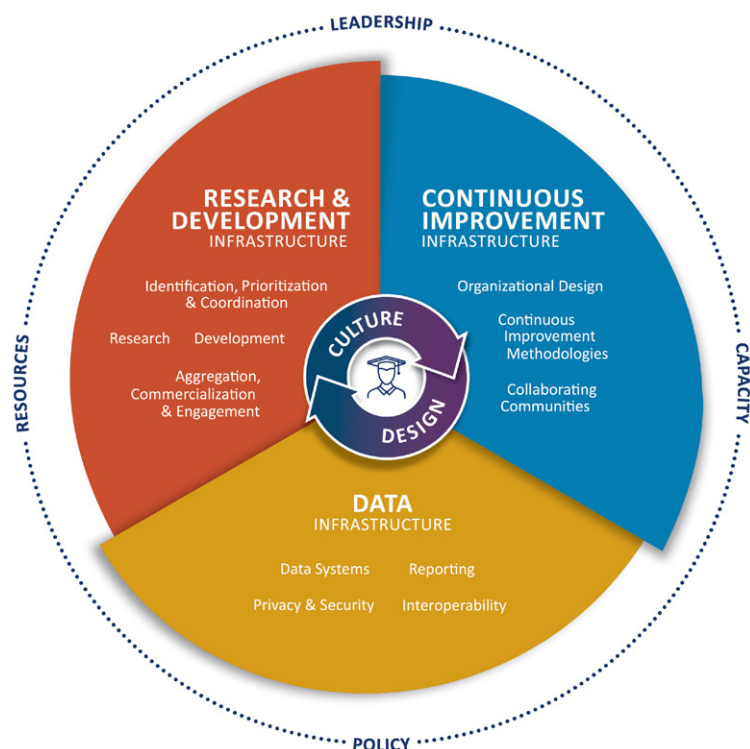 LEADERSHIP
RESEARCH &
DEVELOPMENT
INFRASTRUCTURE
Identification, Prioritization
& Coordination
Research Development
Aggregation,
Commercialization
& Engagement
CONTINUOUS
IMPROVEMENT
INFRASTRUCTURE
Organizational Design
Continuous
Improvement
Methodologies
Collaborating
Communities
RESOURCES
CULTURE
DESIGN
CAPACITY
DATA
INFRASTRUCTURE
Data Systems Reporting
Privacy & Security Interoperability
POLICY